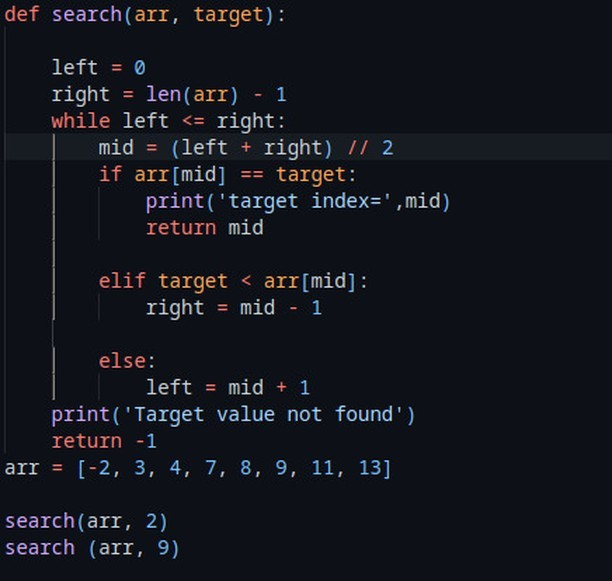 def search(arr, target):
    left = 0
    right = len(arr) - 1
    while left <= right:
        mid = (left + right) // 2
        if arr[mid] == target:
            print('target index=',mid)
            return mid
        elif target < arr[mid]:
            right = mid - 1
        else:
            left = mid + 1
    print('Target value not found')
    return -1
arr = [-2, 3, 4, 7, 8, 9, 11, 13]
search(arr, 2)
search (arr, 9)